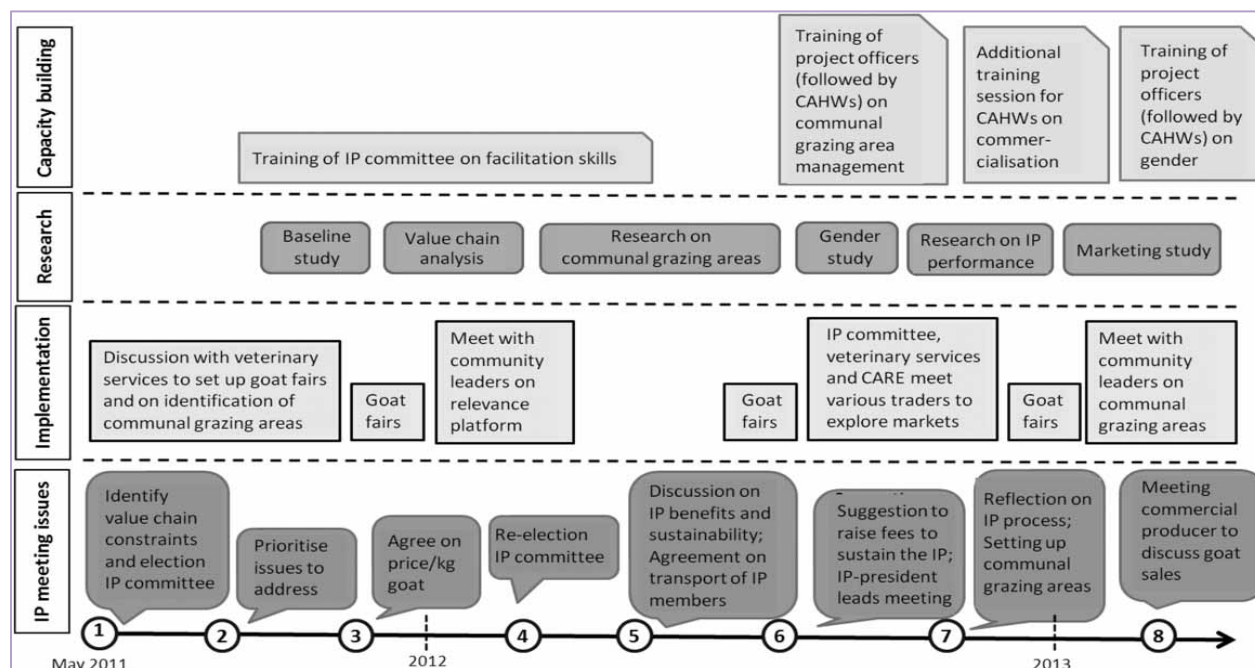 Capacity building
Training of IP committee on facilitation skills
Training of
project officers
(followed by
CAHWs) on
communal
grazing area
management
Additional
training
session for
CAHWs on
commer-
cialisation
Training of
project
officers
(followed by
CAHWs) on
gender
Research
Baseline
study
Value chain
analysis
Research on
communal grazing areas
Gender
study
Research on IP
performance
Marketing study
Implementation
Discussion with veterinary
services to set up goat fairs
and on identification of
communal grazing areas
Goat
fairs
Meet with
community
leaders on
relevance
platform
Goat
fairs
IP committee,
veterinary services
and CARE meet
various traders to
explore markets
Goat
fairs
Meet with
community
leaders on
communal
grazing areas
IP meeting issues
Identify
value chain
constraints
and election
IP committee
Prioritise
issues to
address
Agree on
price/kg
goat
Re-election
IP committee
Discussion on
IP benefits and
sustainability;
Agreement on
transport of IP
members
Suggestion to
raise fees to
sustain the IP;
IP-president
leads meeting
Reflection on
IP process;
Setting up
communal
grazing areas
Meeting
commercial
producer to
discuss goat
sales
1 2 3 4 5 6 7 8
May 2011 2012 2013